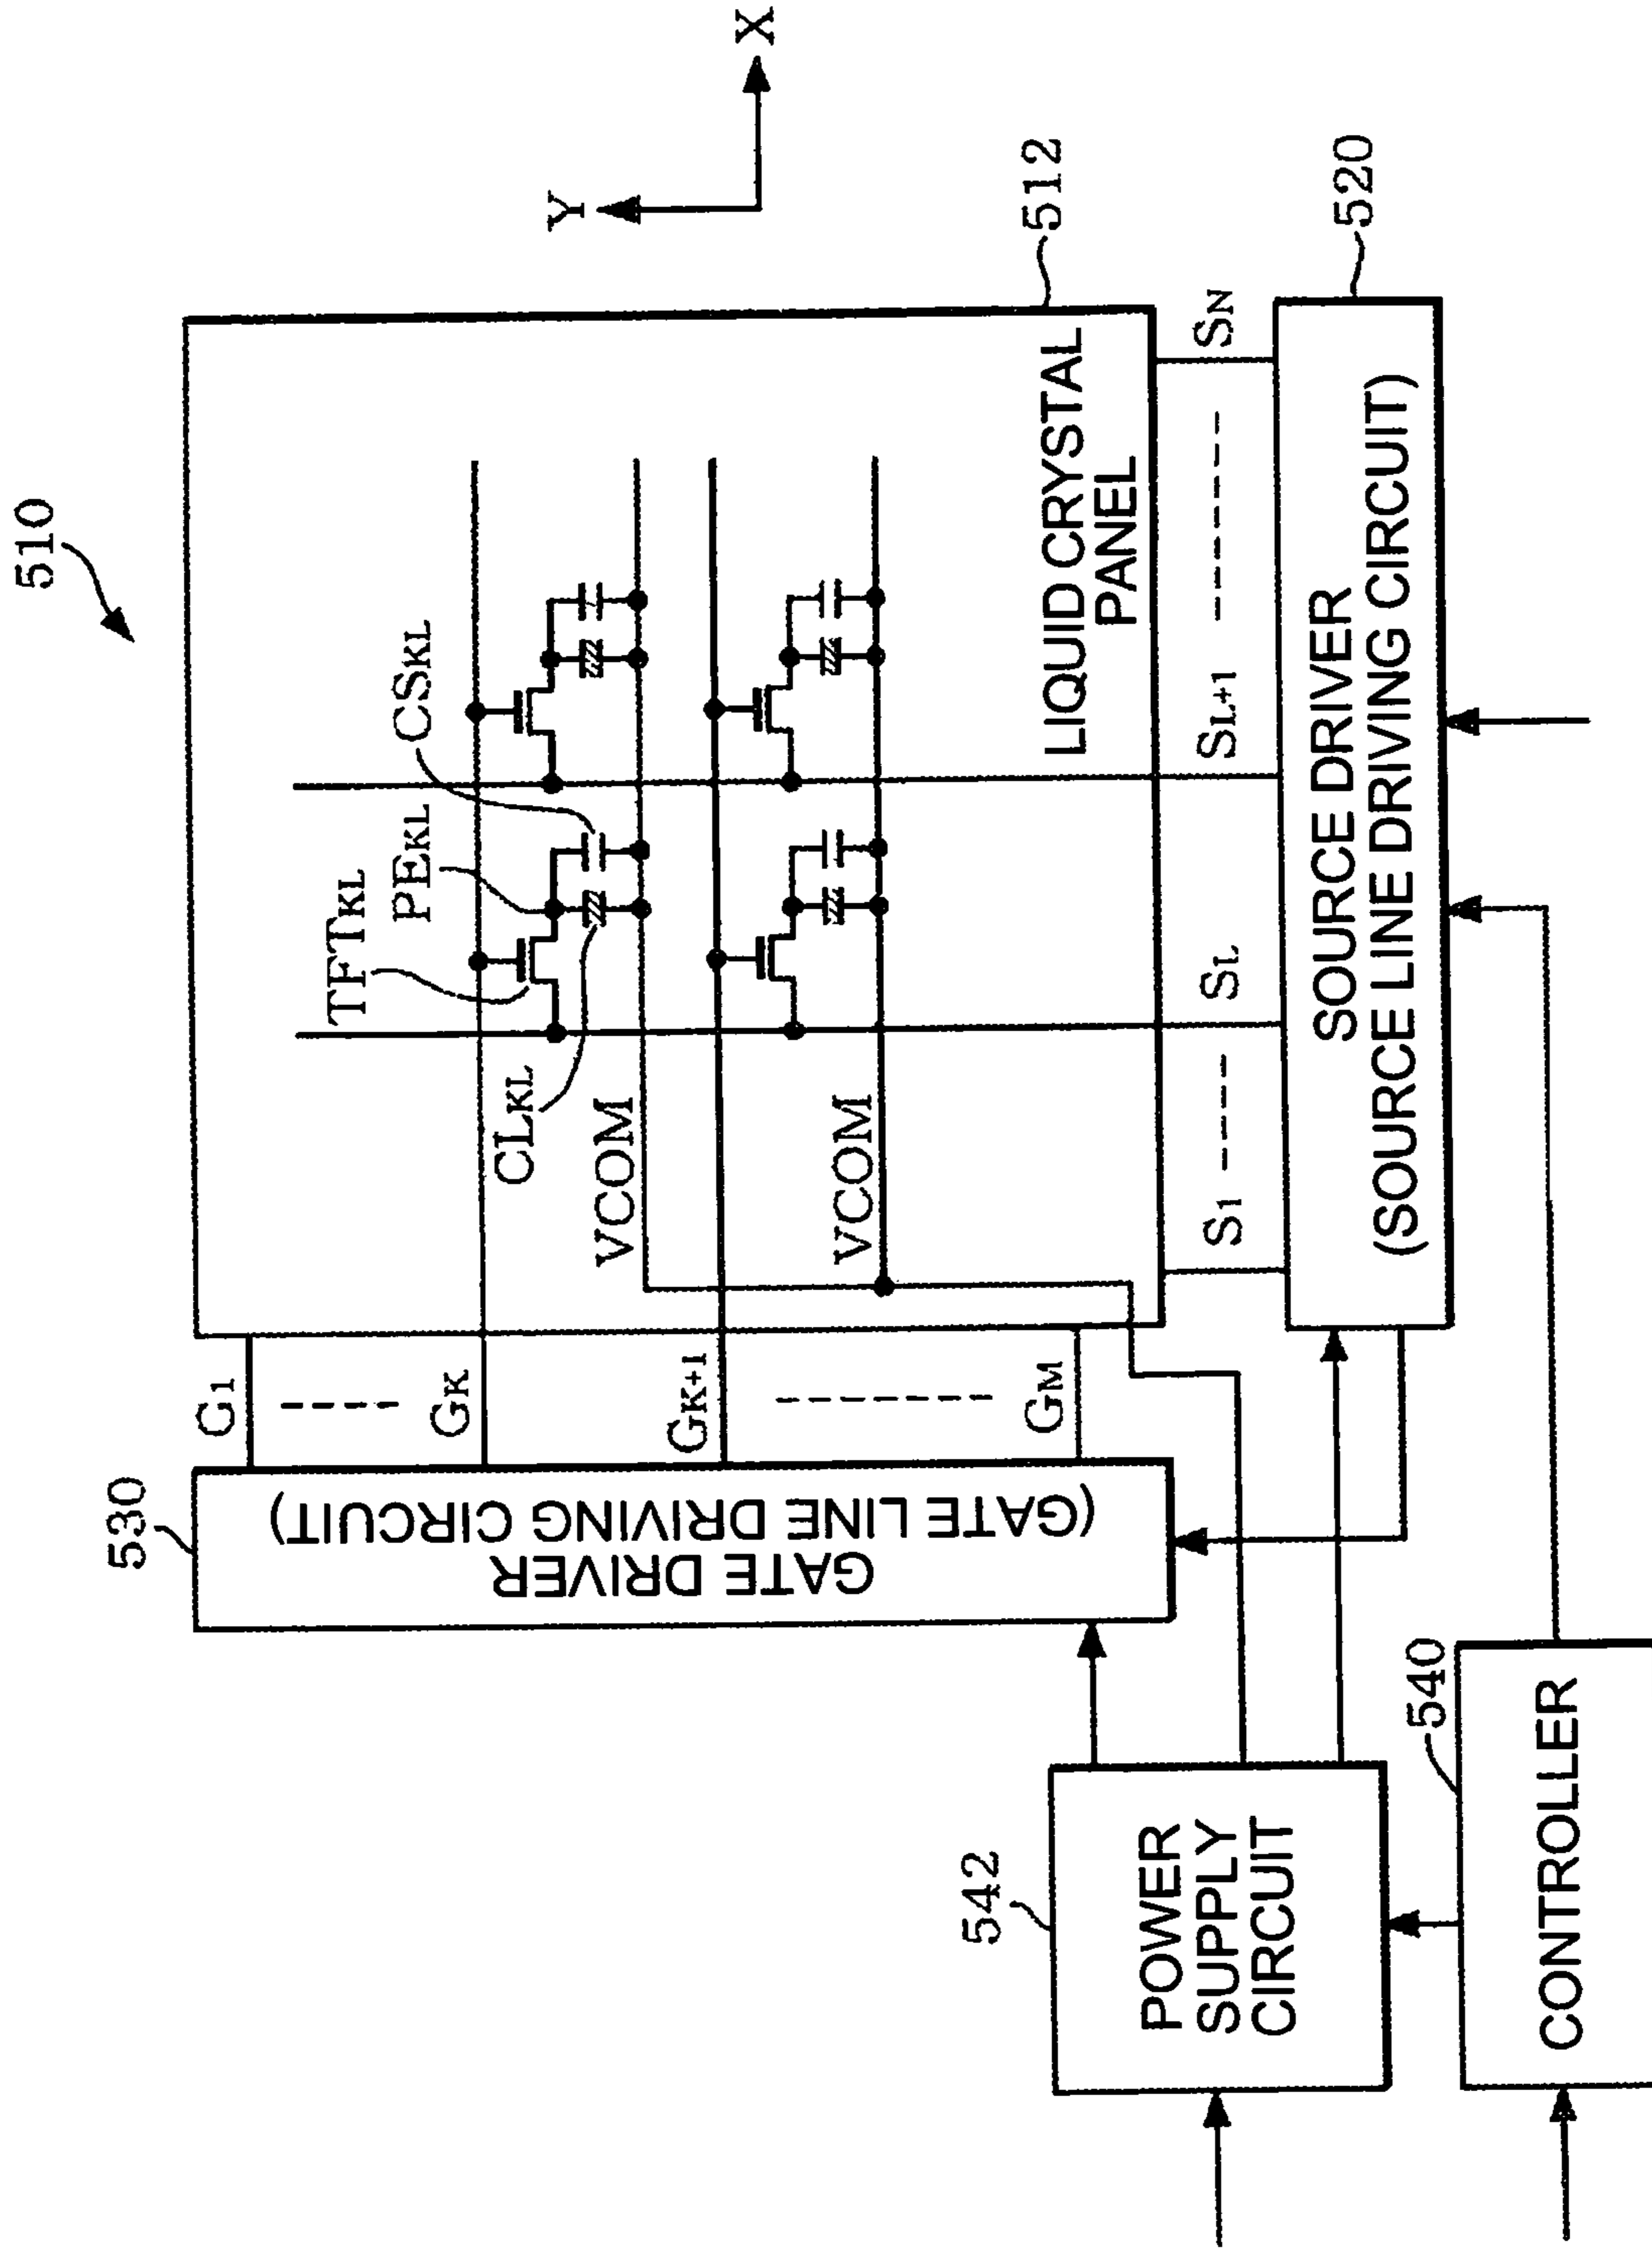 510
530
G1
GK
GK+1
GM
GATE DRIVER
(GATE LINE DRIVING CIRCUIT)
TFTKL
PEKL
CSKL
CLKL
VCOM
VCOM
LIQUID CRYSTAL
PANEL
512
Y
X
S1
SL
SL+1
SN
SOURCE DRIVER
(SOURCE LINE DRIVING CIRCUIT)
520
542
POWER
SUPPLY
CIRCUIT
540
CONTROLLER